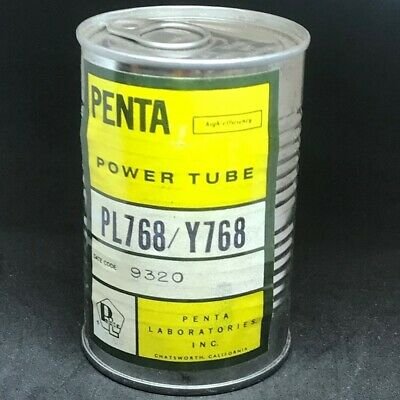 PENTA
high efficiency
POWER TUBE
PL768/Y768
DATE CODE 9320
PENTA
LABORATORIES,
INC.
CHATSWORTH, CALIFORNIA